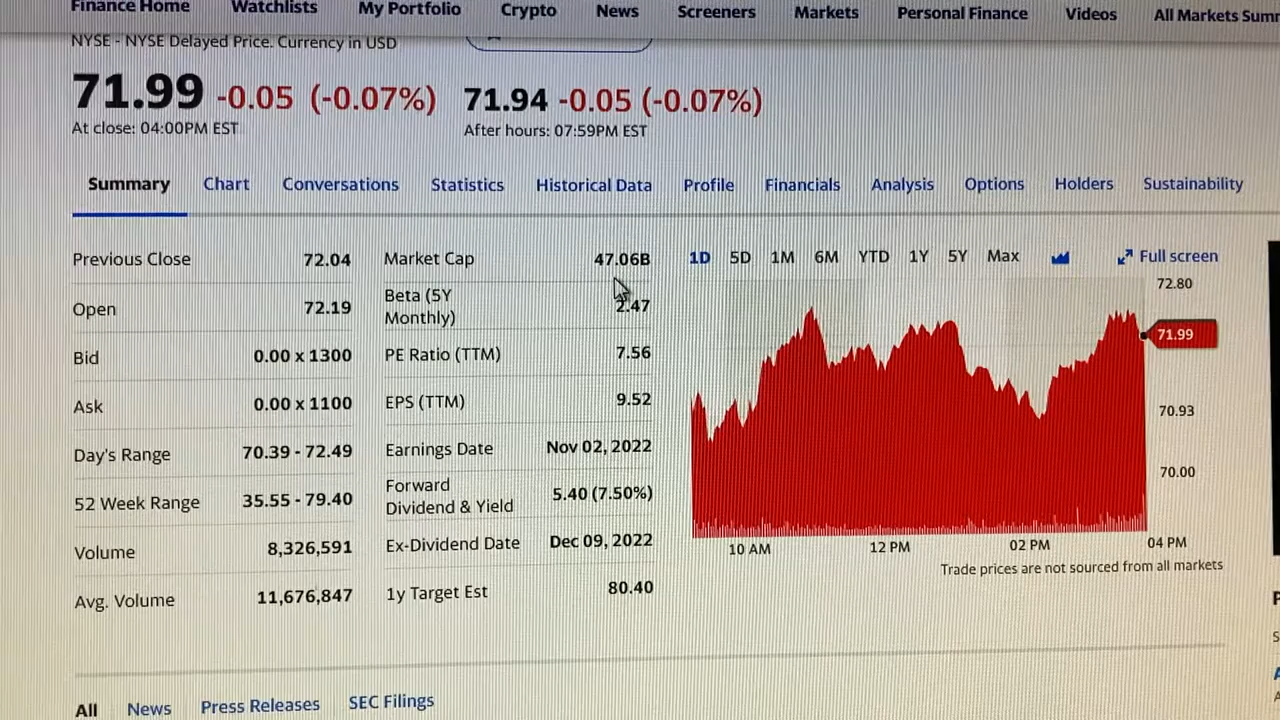 Finance Home Watchlists My Portfolio Crypto News Screeners Markets Personal Finance Videos All Markets
NYSE - NYSE Delayed Price. Currency in USD
71.99 -0.05 (-0.07%) 71.94 -0.05 (-0.07%)
At close: 04:00PM EST After hours: 07:59PM EST
Summary Chart Conversations Statistics Historical Data Profile Financials Analysis Options Holders Sustainability
Previous Close 72.04
Open 72.19
Bid 0.00 x 1300
Ask 0.00 x 1100
Day's Range 70.39 - 72.49
52 Week Range 35.55 - 79.40
Volume 8,326,591
Avg. Volume 11,676,847
Market Cap 47.06B
Beta (5Y
Monthly) 2.47
PE Ratio (TTM) 7.56
EPS (TTM) 9.52
Earnings Date Nov 02, 2022
Forward
Dividend & Yield 5.40 (7.50%)
Ex-Dividend Date Dec 09, 2022
1y Target Est 80.40
1D 5D 1M 6M YTD 1Y 5Y Max Full screen
72.80
71.99
70.93
70.00
10 AM 12 PM 02 PM 04 PM
Trade prices are not sourced from all markets
All News Press Releases SEC Filings